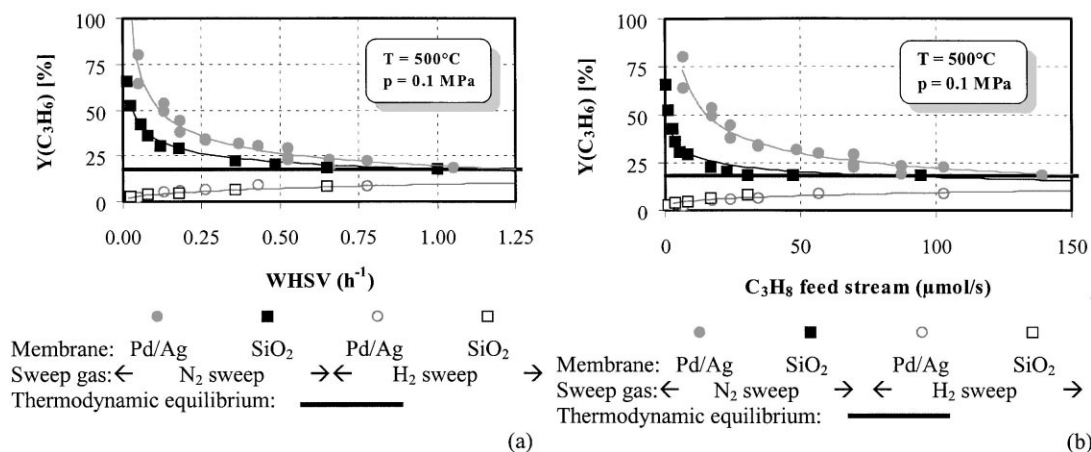 Y(C₃H₆) [%]
100
75
50
25
0
T = 500°C
p = 0.1 MPa
0.00 0.25 0.50 0.75 1.00 1.25
WHSV (h⁻¹)
Membrane: Pd/Ag SiO₂ Pd/Ag SiO₂
Sweep gas:← N₂ sweep →← H₂ sweep →
Thermodynamic equilibrium:
(a)
Y(C₃H₆) [%]
100
75
50
25
0
T = 500°C
p = 0.1 MPa
0 50 100 150
C₃H₈ feed stream (µmol/s)
Membrane: Pd/Ag SiO₂ Pd/Ag SiO₂
Sweep gas:← N₂ sweep → ← H₂ sweep →
Thermodynamic equilibrium:
(b)